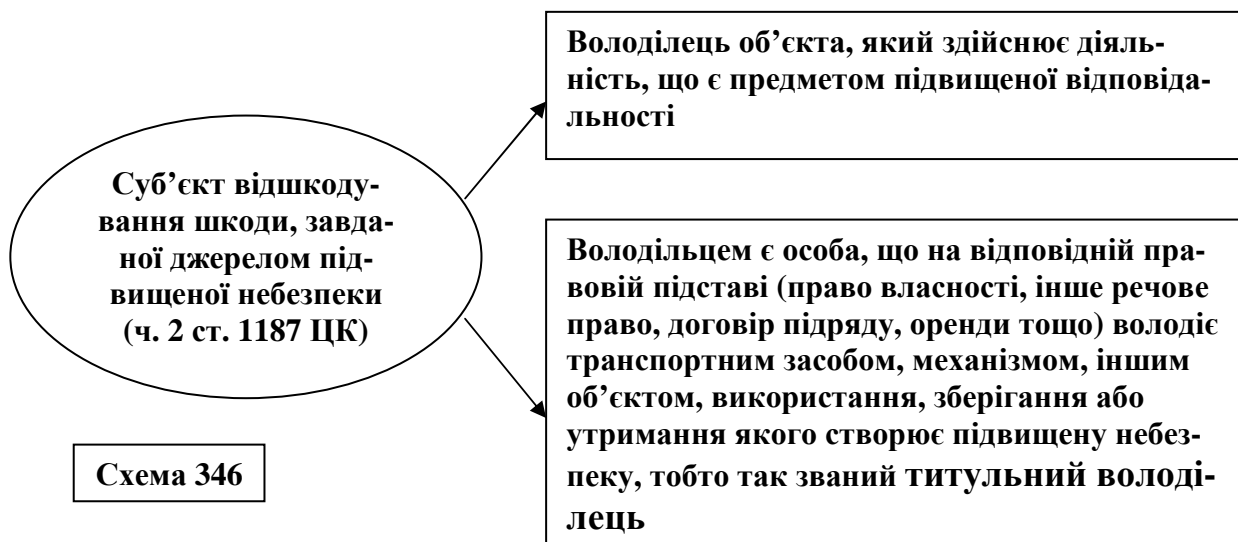 Володілец​ь об’єкта, який здійснює діяль-
ність, що є предметом підвищеної відповіда-
льності
Суб’єкт відшкоду-
вання шкоди, завда-
ної джерелом під-
вищеної небезпеки
(ч. 2 ст. 1187 ЦК)
Володільцем є особа, що на відповідній пра-
вовій підставі (право власності, інше речове
право, договір підряду, оренди тощо) володіє
транспортним засобом, механізмом, іншим
об’єктом, використання, зберігання або
утримання якого створює підвищену небез-
пеку, тобто так званий титульний володі-
лець
Схема 346